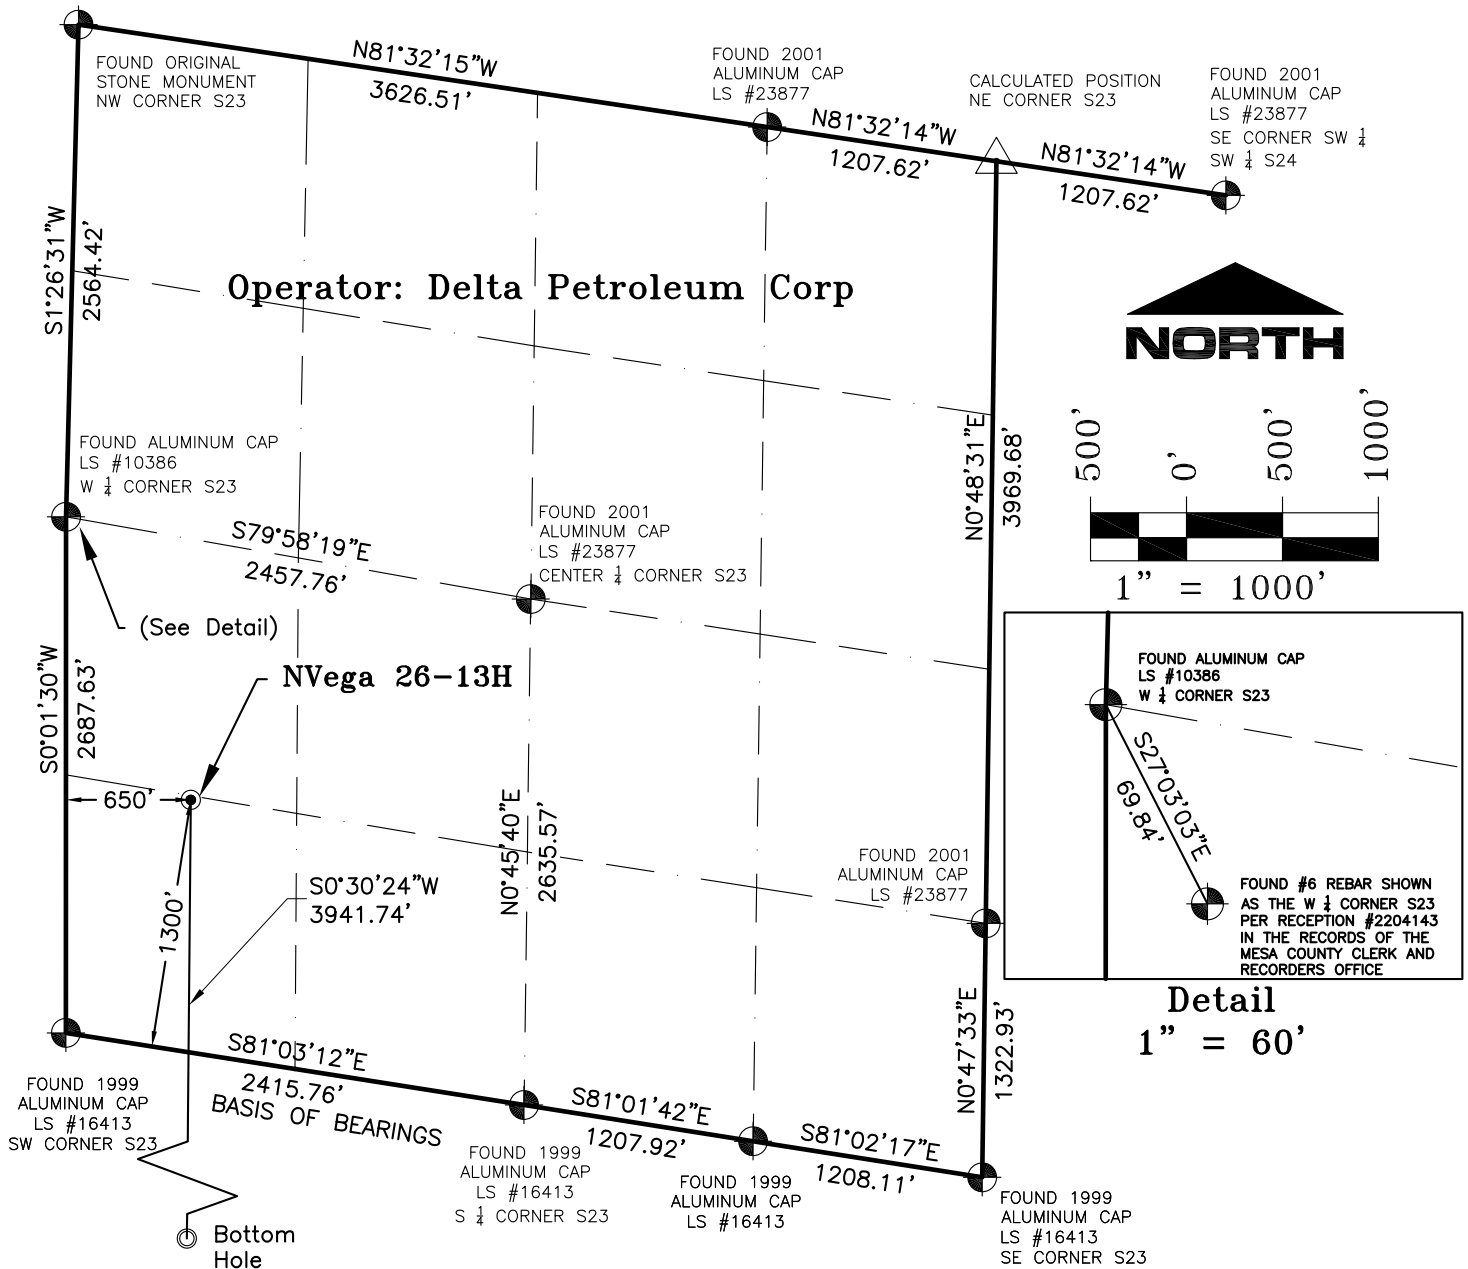 FOUND ORIGINAL
STONE MONUMENT
NW CORNER S23
N81°32'15"W
3626.51'
FOUND 2001
ALUMINUM CAP
LS #23877
N81°32'14"W
1207.62'
CALCULATED POSITION
NE CORNER S23
N81°32'14"W
1207.62'
FOUND 2001
ALUMINUM CAP
LS #23877
SE CORNER SW 1/4
SW 1/4 S24
S1°26'31"W
2564.42'
Operator: Delta Petroleum Corp
NORTH
500'
0'
500'
1000'
1" = 1000'
FOUND ALUMINUM CAP
LS #10386
W 1/4 CORNER S23
S79°58'19"E
2457.76'
FOUND 2001
ALUMINUM CAP
LS #23877
CENTER 1/4 CORNER S23
N0°48'31"E
3969.68'
(See Detail)
NVega 26-13H
S0°01'30"W
2687.63'
650'
1300'
S0°30'24"W
3941.74'
N0°45'40"E
2635.57'
FOUND 2001
ALUMINUM CAP
LS #23877
N0°47'33"E
1322.93'
FOUND ALUMINUM CAP
LS #10386
W 1/4 CORNER S23
S27°03'03"E
69.84'
FOUND #6 REBAR SHOWN
AS THE W 1/4 CORNER S23
PER RECEPTION #2204143
IN THE RECORDS OF THE
MESA COUNTY CLERK AND
RECORDERS OFFICE
Detail
1" = 60'
FOUND 1999
ALUMINUM CAP
LS #16413
SW CORNER S23
S81°03'12"E
2415.76'
BASIS OF BEARINGS
S81°01'42"E
1207.92'
S81°02'17"E
1208.11'
FOUND 1999
ALUMINUM CAP
LS #16413
S 1/4 CORNER S23
FOUND 1999
ALUMINUM CAP
LS #16413
FOUND 1999
ALUMINUM CAP
LS #16413
SE CORNER S23
Bottom
Hole